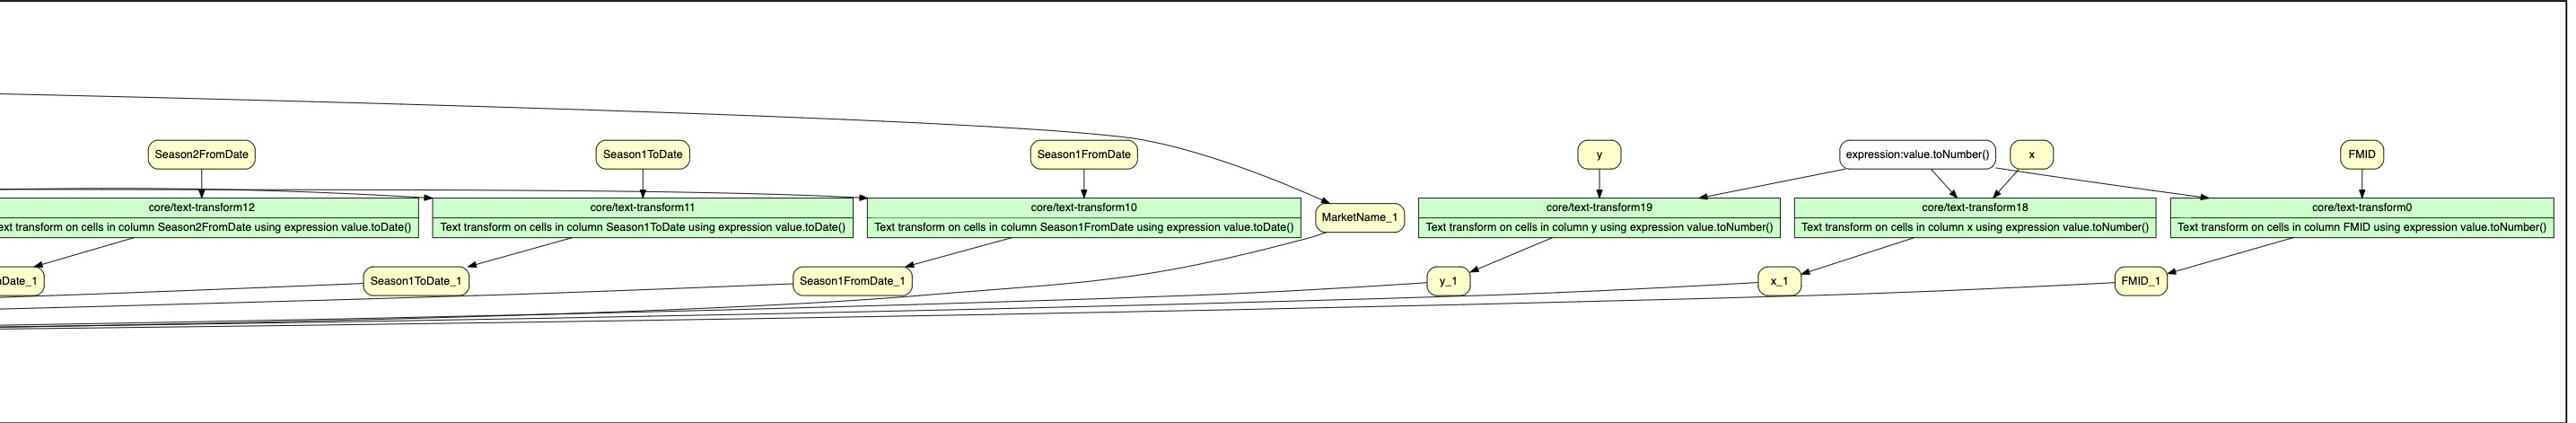 Season2FromDate
Season1ToDate
Season1FromDate
y
expression:value.toNumber()
x
FMID
core/text-transform12
core/text-transform11
core/text-transform10
MarketName_1
core/text-transform19
core/text-transform18
core/text-transform0
transform on cells in column Season2FromDate using expression value.toDate()
Text transform on cells in column Season1ToDate using expression value.toDate()
Text transform on cells in column Season1FromDate using expression value.toDate()
Text transform on cells in column y using expression value.toNumber()
Text transform on cells in column x using expression value.toNumber()
Text transform on cells in column FMID using expression value.toNumber()
Date_1
Season1ToDate_1
Season1FromDate_1
y_1
x_1
FMID_1